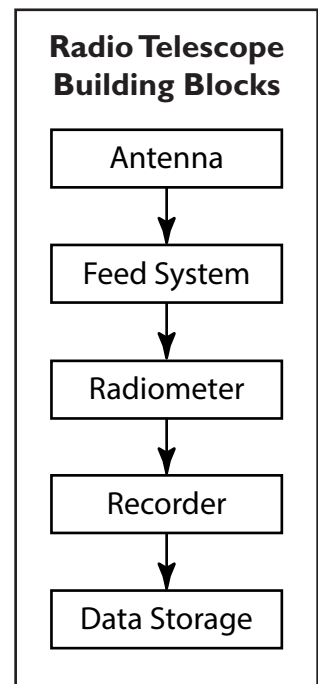 Radio Telescope
Building Blocks
Antenna
Feed System
Radiometer
Recorder
Data Storage